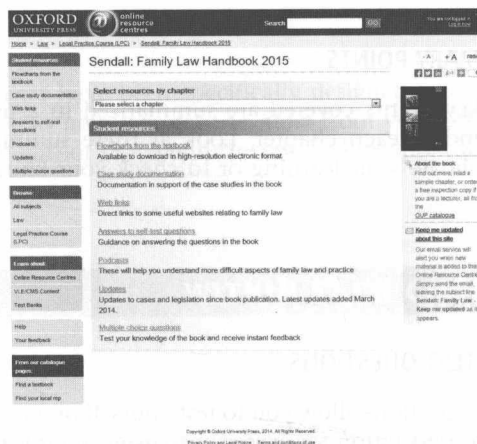 OXFORD
UNIVERSITY PRESS
online
resource
centres
Search
GO
You are not logged in
Home > Law > Legal Practice Course (LPC) > Sendall: Family Law Handbook 2015
Student resources
Flowcharts from the
textbook
Case study documentation
Web links
Answers to self-test
questions
Podcasts
Updates
Multiple choice questions
Browse:
All subjects
Law
Legal Practice Course
(LPC)
Learn about:
Online Resource Centres
VLE/CMS Content
Test Banks
Help
Your feedback
From our catalogue
pages:
Find a textbook
Find your local rep
Sendall: Family Law Handbook 2015
Select resources by chapter
Please select a chapter
Student resources
Flowcharts from the textbook
Available to download in high-resolution electronic format
Case study documentation
Documentation in support of the case studies in the book
Web links
Direct links to some useful websites relating to family law
Answers to self-test questions
Guidance on answering the questions in the book
Podcasts
These will help you understand more difficult aspects of family law and practice
Updates
Updates to cases and legislation since book publication. Latest updates added March
2014.
Multiple choice questions
Test your knowledge of the book and receive instant feedback
- A + A
About the book
Find out more, read a
sample chapter, or order
a free inspection copy if
you are a lecturer, all from
the
OUP catalogue
Keep me updated
about this site
Our email service will
alert you when new
material is added to this
Online Resource Centre.
Simply send the email,
leaving the subject line
Sendall: Family Law
Keep me updated as it
appears.
Copyright © Oxford University Press, 2014. All Rights Reserved.
Privacy Policy and Legal Notice Terms and conditions of use